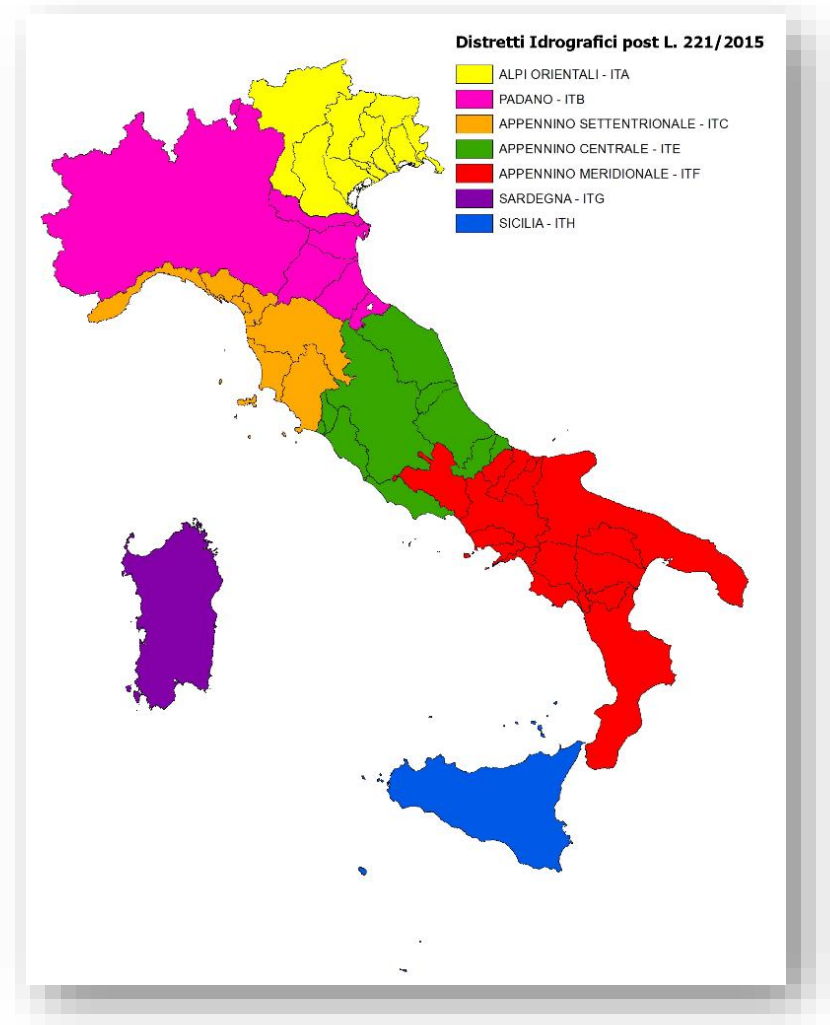 Distretti Idrografici post L. 221/2015
ALPI ORIENTALI - ITA
PADANO - ITB
APPENNINO SETTENTRIONALE - ITC
APPENNINO CENTRALE - ITE
APPENNINO MERIDIONALE - ITF
SARDEGNA - ITG
SICILIA - ITH